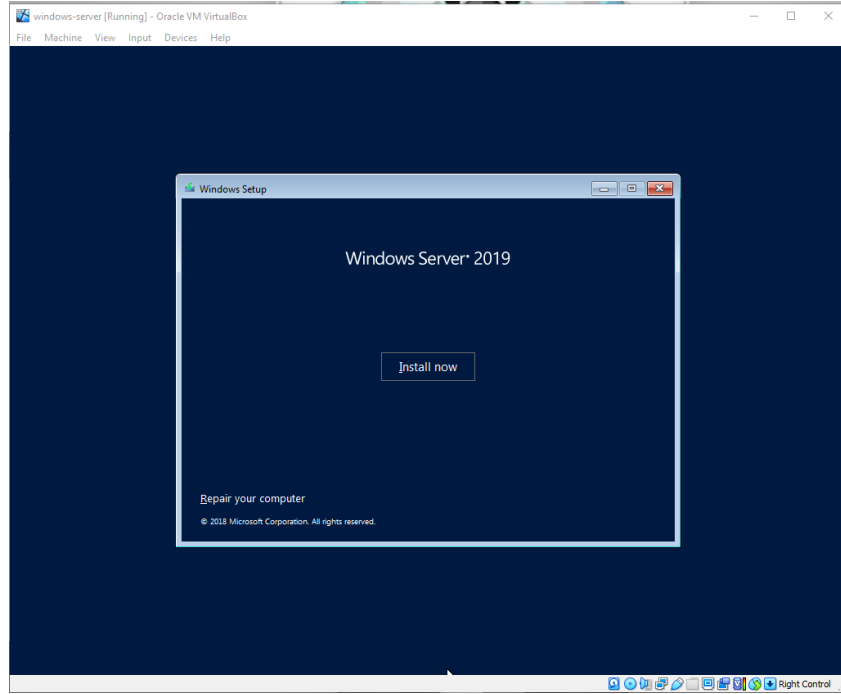 windows-server [Running] - Oracle VM VirtualBox
File Machine View Input Devices Help
Windows Setup
Windows Server® 2019
Install now
Repair your computer
© 2018 Microsoft Corporation. All rights reserved.
Right Control